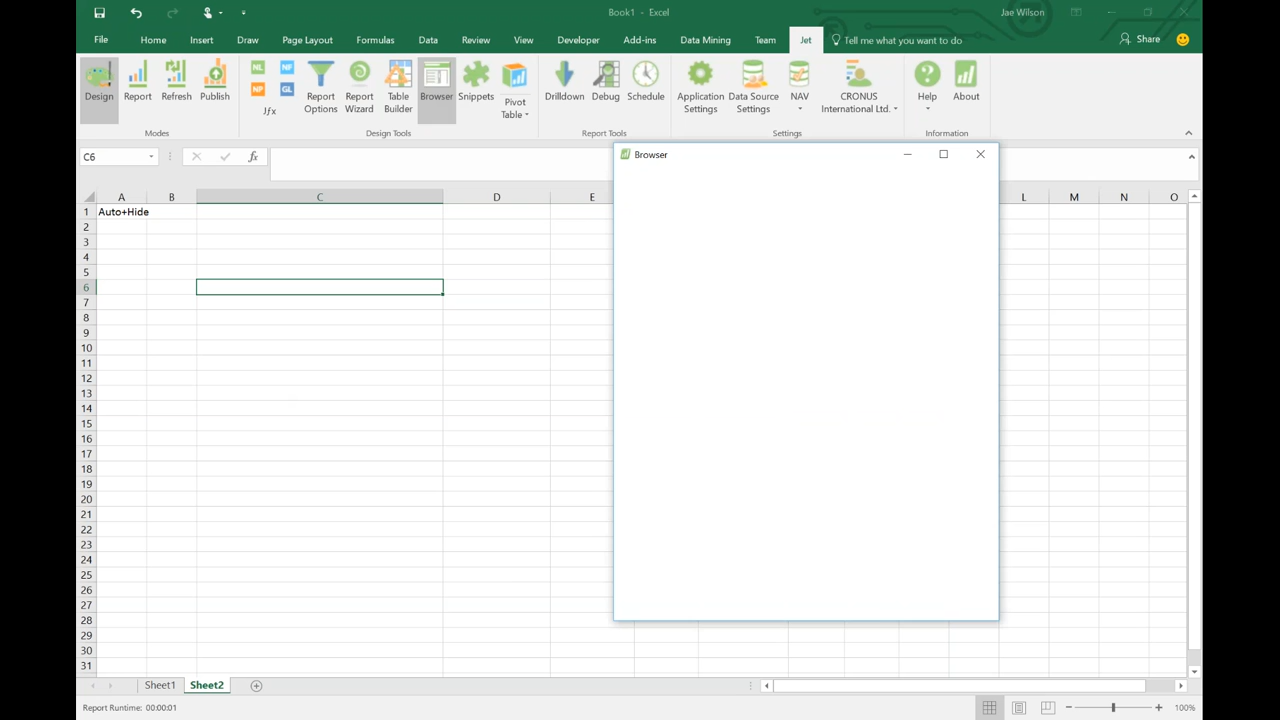 Book1 - Excel
Jae Wilson
File Home Insert Draw Page Layout Formulas Data Review View Developer Add-ins Data Mining Team Jet Tell me what you want to do Share
NL NF
NP GL
Jfx
Design Report Refresh Publish Report Options Report Wizard Table Builder Browser Snippets Pivot Table Drilldown Debug Schedule Application Settings Data Source Settings NAV CRONUS International Ltd. Help About
Modes Design Tools Report Tools Settings Information
C6 fx
Browser
A B C D E L M N O
1 Auto+Hide
2
3
4
5
6
7
8
9
10
11
12
13
14
15
16
17
18
19
20
21
22
23
24
25
26
27
28
29
30
31
Sheet1 Sheet2
Report Runtime: 00:00:01 100%